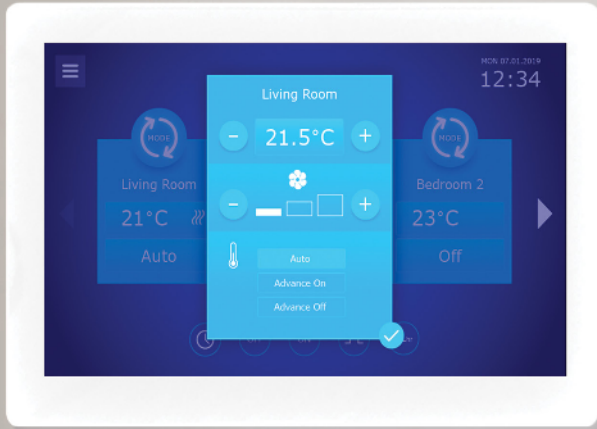 MON 07.01.2019
12:34
Living Room
21.5°C
MODE
Living Room
21°C
Auto
MODE
Bedroom 2
23°C
Off
Auto
Advance On
Advance Off